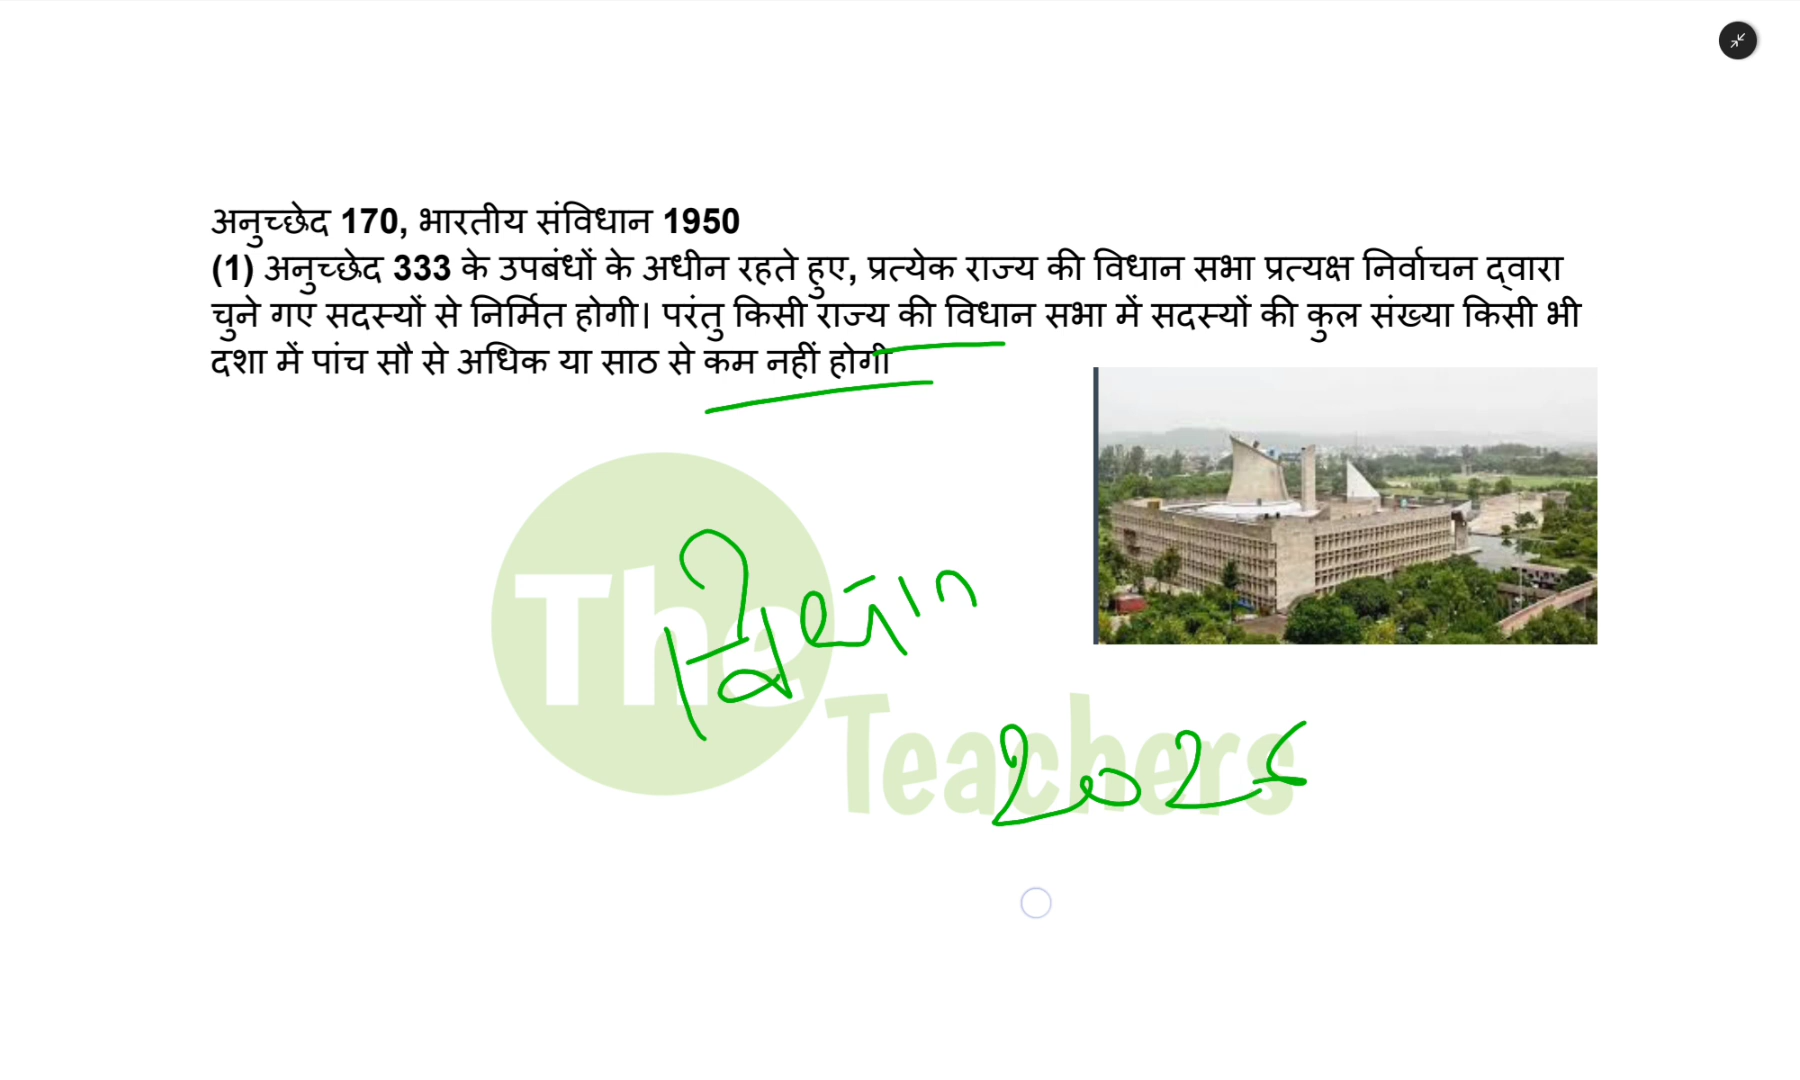 अनुच्छेद 170, भारतीय संविधान 1950
(1) अनुच्छेद 333 के उपबंधों के अधीन रहते हुए, प्रत्येक राज्य की विधान सभा प्रत्यक्ष निर्वाचन द्वारा
चुने गए सदस्यों से निर्मित होगी। परंतु किसी राज्य की विधान सभा में सदस्यों की कुल संख्या किसी भी
दशा में पांच सौ से अधिक या साठ से कम नहीं होगी
The
Teachers